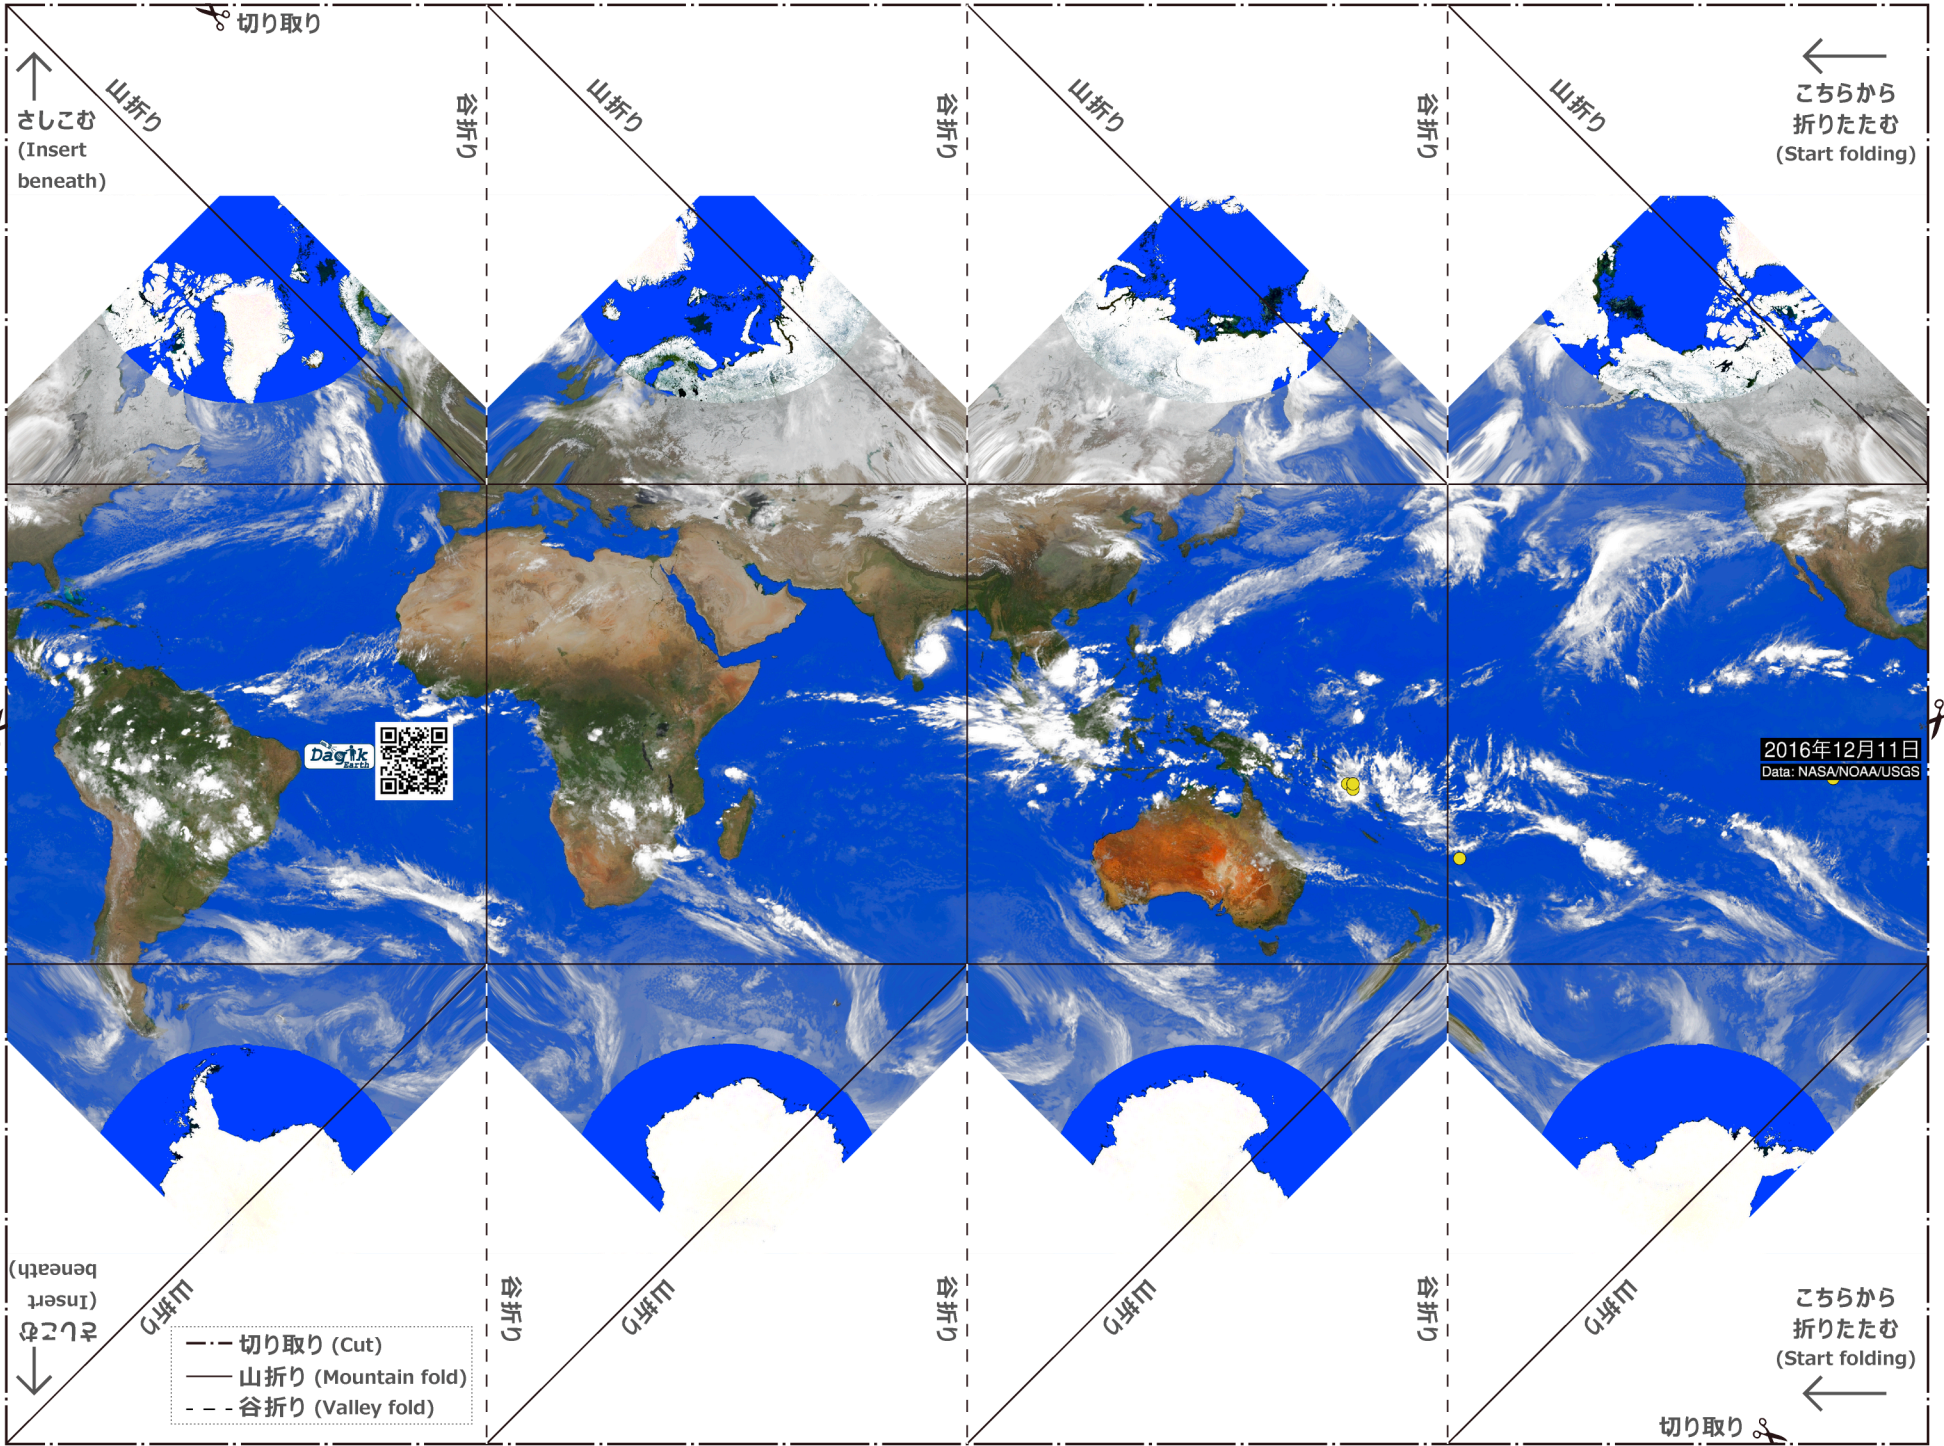 切り取り
さしこむ
(Insert
beneath)
山折り
谷折り
山折り
谷折り
山折り
谷折り
山折り
こちらから
折りたたむ
(Start folding)
Dagik
Earth
2016年12月11日
Data: NASA/NOAA/USGS
さしこむ
(Insert
beneath)
山折り
谷折り
山折り
谷折り
山折り
谷折り
山折り
こちらから
折りたたむ
(Start folding)
切り取り (Cut)
山折り (Mountain fold)
谷折り (Valley fold)
切り取り